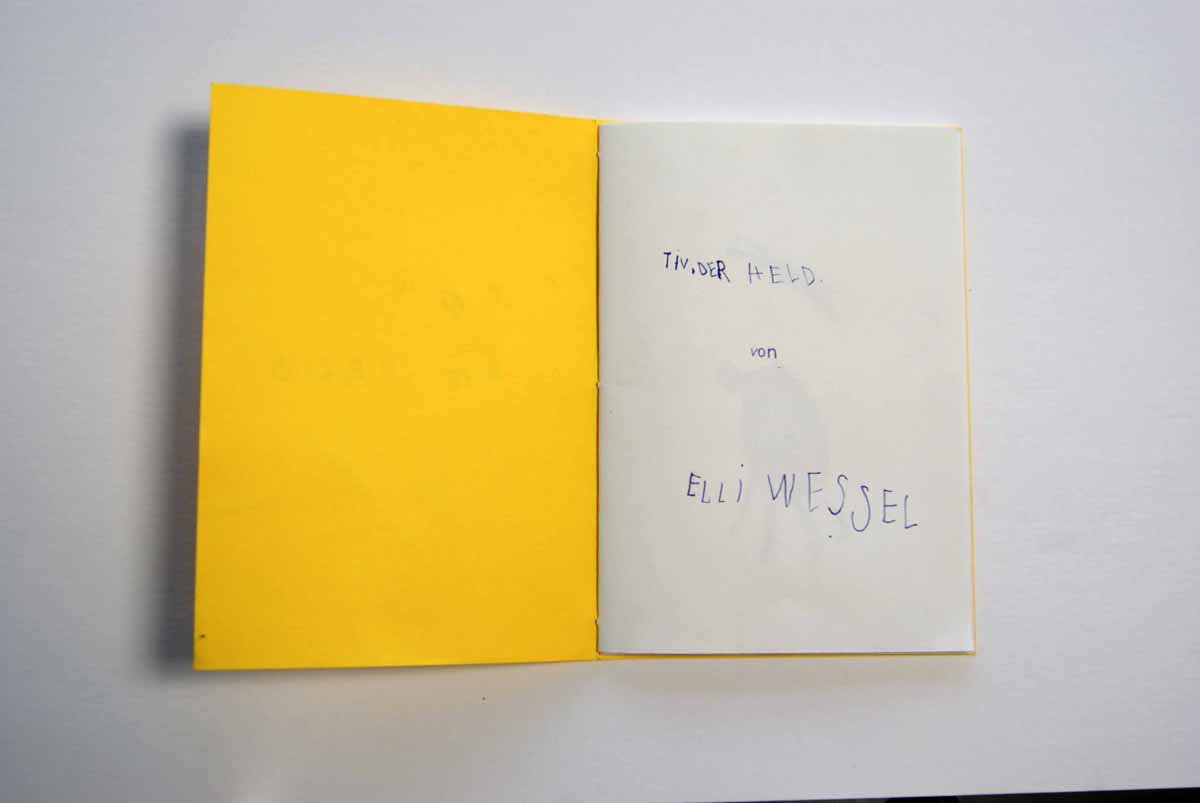 TiV, DER HELD.
von
ELLi WESSEL